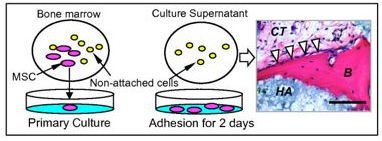 Bone marrow
Culture Supernatant
MSC
Non-attached cells
Primary Culture
Adhesion for 2 days
CT
B
HA